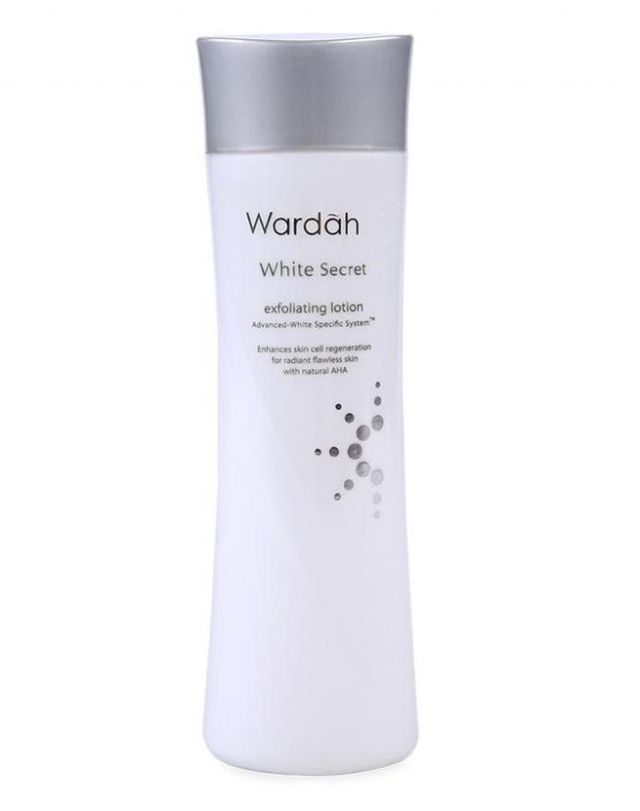 Wardãh
White Secret
exfoliating lotion
Advanced-White Specific System™
Enhances skin cell regeneration
for radiant flawless skin
with natural AHA